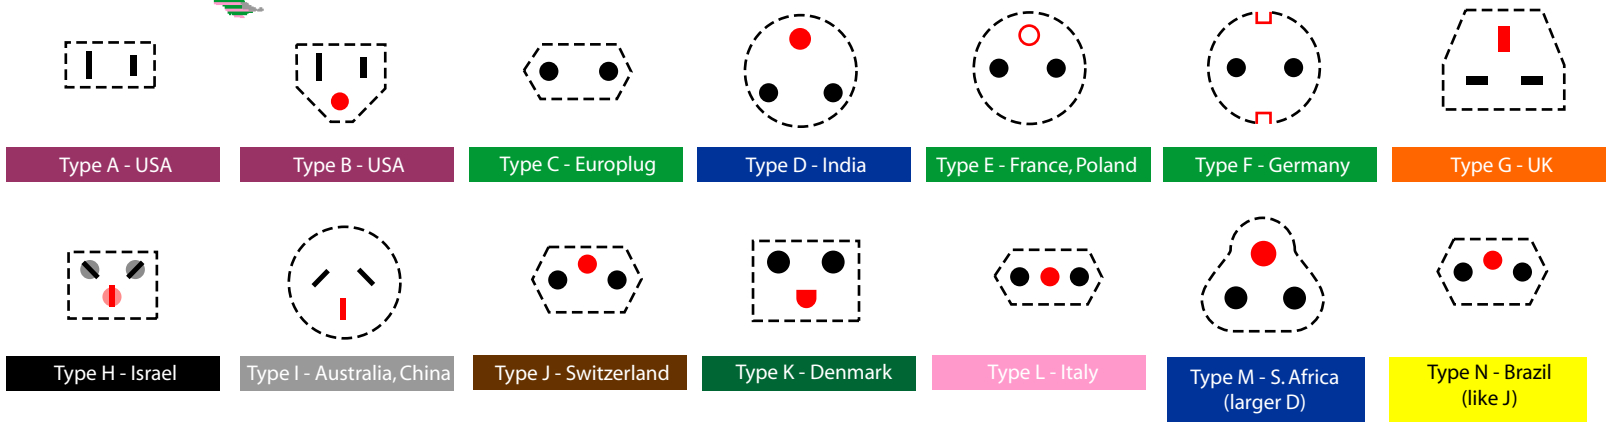 Type A - USA
Type B - USA
Type C - Europlug
Type D - India
Type E - France, Poland
Type F - Germany
Type G - UK
Type H - Israel
Type I - Australia, China
Type J - Switzerland
Type K - Denmark
Type L - Italy
Type M - S. Africa
(larger D)
Type N - Brazil
(like J)